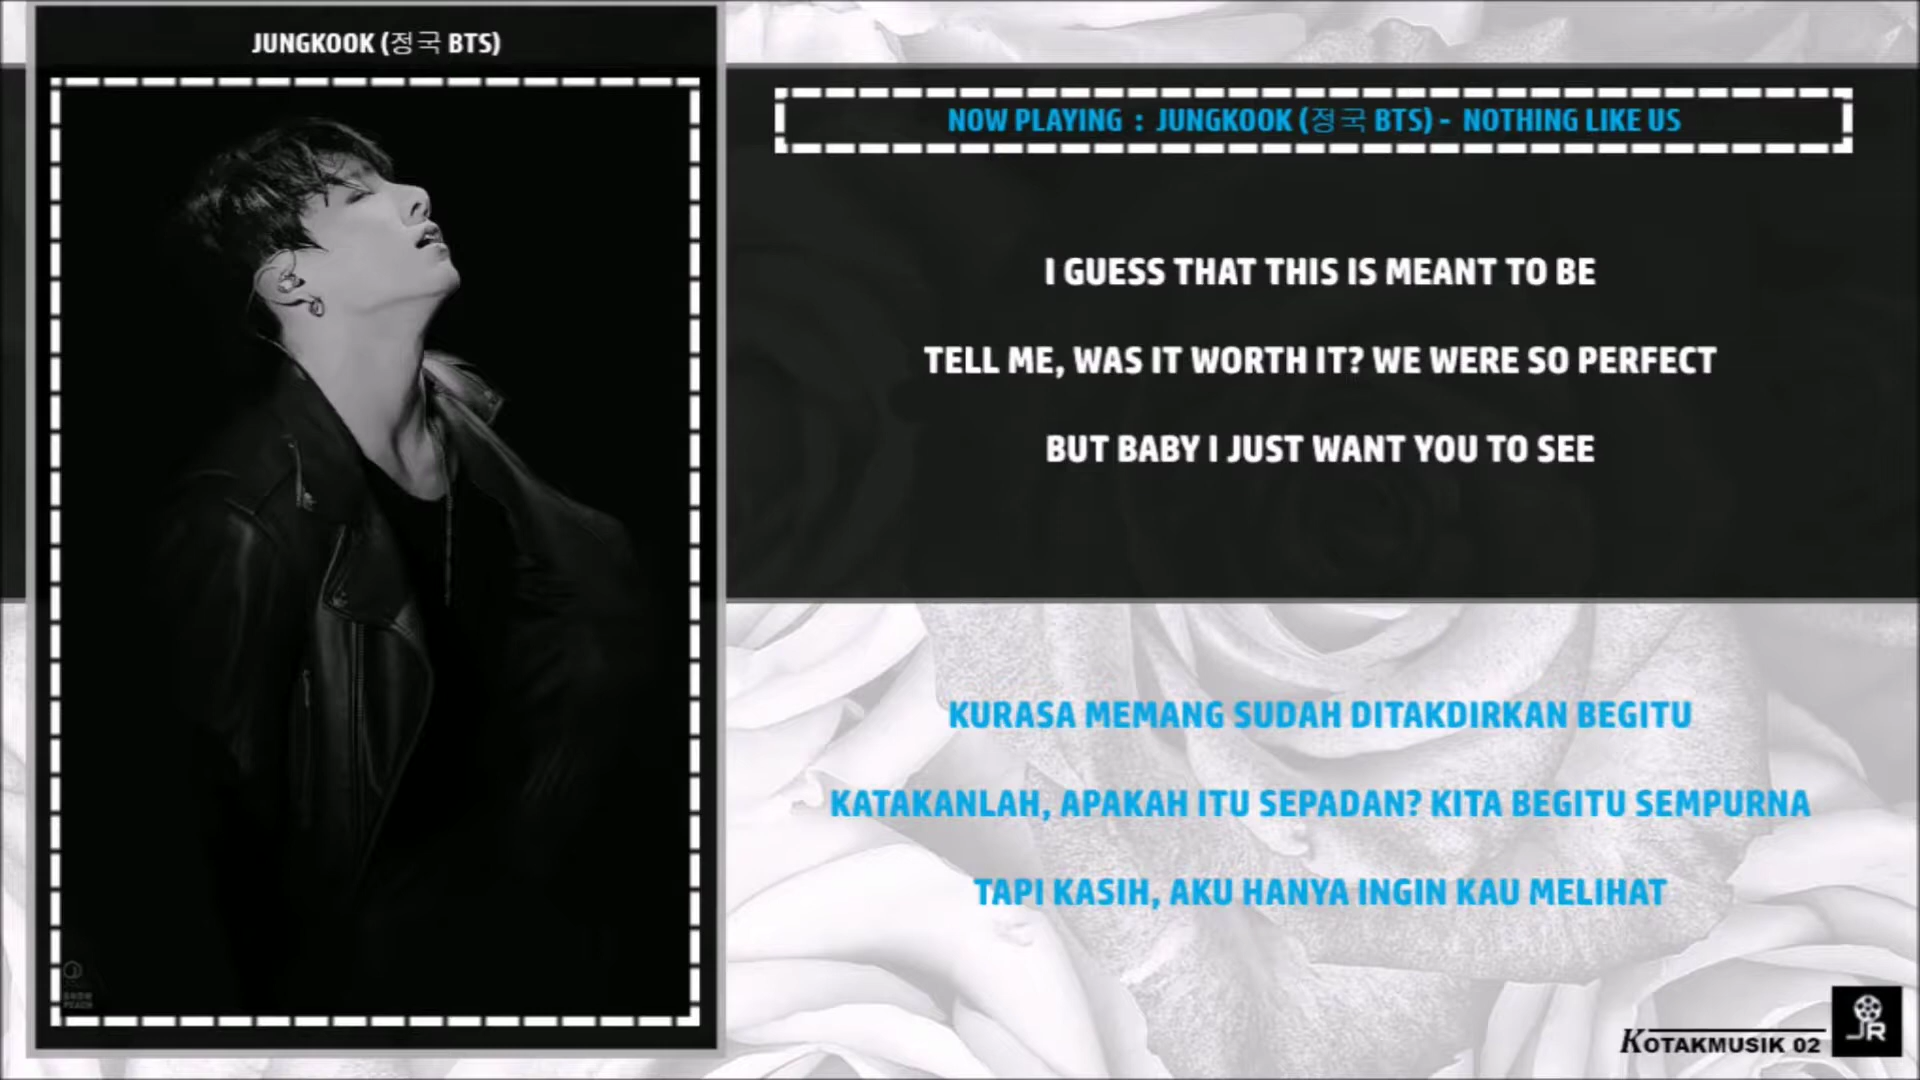 JUNGKOOK (정국 BTS)
NOW PLAYING : JUNGKOOK (정국 BTS) - NOTHING LIKE US
I GUESS THAT THIS IS MEANT TO BE
TELL ME, WAS IT WORTH IT? WE WERE SO PERFECT
BUT BABY I JUST WANT YOU TO SEE
KURASA MEMANG SUDAH DITAKDIRKAN BEGITU
KATAKANLAH, APAKAH ITU SEPADAN? KITA BEGITU SEMPURNA
TAPI KASIH, AKU HANYA INGIN KAU MELIHAT
SNOW
PEACH
KOTAKMUSIK 02
JR